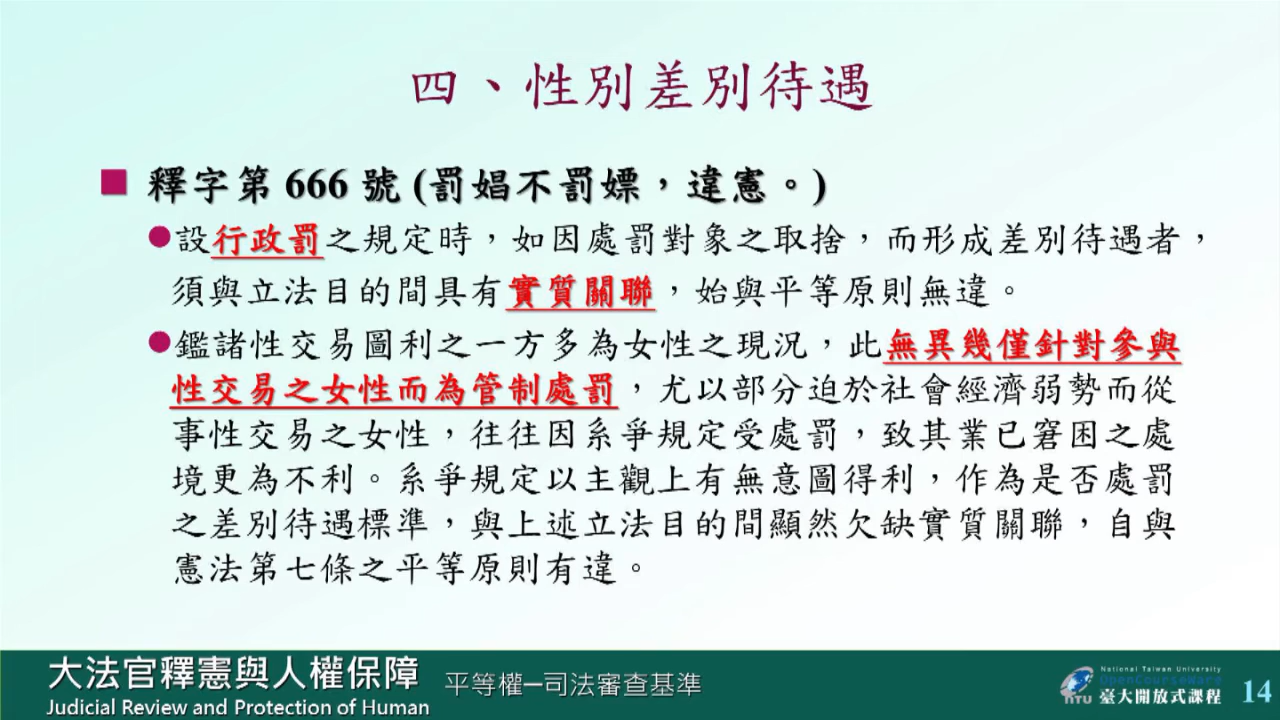 四、性別差別待遇
釋字第 666 號 (罰娼不罰嫖，違憲。)
設行政罰之規定時，如因處罰對象之取捨，而形成差別待遇者，
須與立法目的間具有實質關聯，始與平等原則無違。
鑑諸性交易圖利之一方多為女性之現況，此無異幾僅針對參與
性交易之女性而為管制處罰，尤以部分迫於社會經濟弱勢而從
事性交易之女性，往往因系爭規定受處罰，致其業已窘困之處
境更為不利。系爭規定以主觀上有無意圖得利，作為是否處罰
之差別待遇標準，與上述立法目的間顯然欠缺實質關聯，自與
憲法第七條之平等原則有違。
大法官釋憲與人權保障
Judicial Review and Protection of Human
平等權─司法審查基準
National Taiwan University
OpenCourseWare
NTU 臺大開放式課程
14